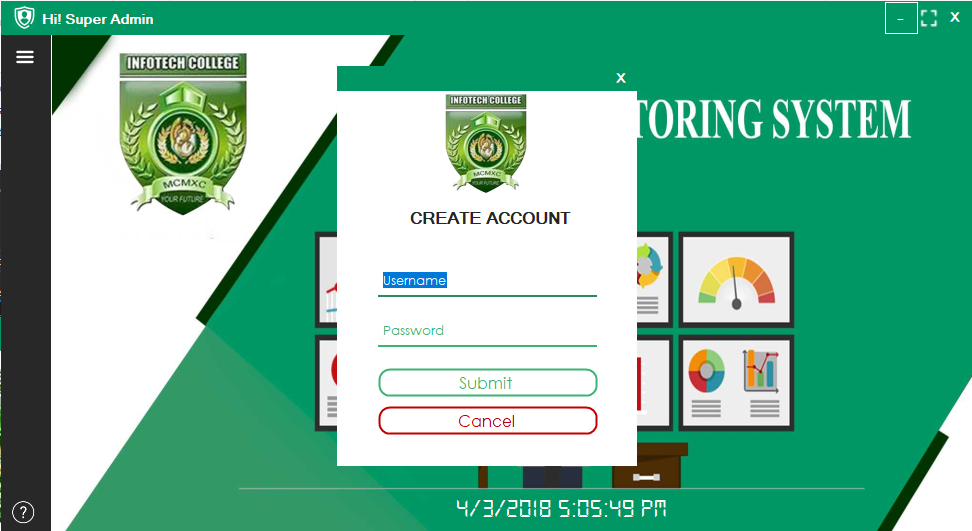 Hi! Super Admin
X
INFOTECH COLLEGE
MCMXC
YOUR FUTURE
TORING SYSTEM
X
INFOTECH COLLEGE
MCMXC
YOUR FUTURE
CREATE ACCOUNT
Username
Password
Submit
Cancel
?
4/3/2018 5:05:49 PM